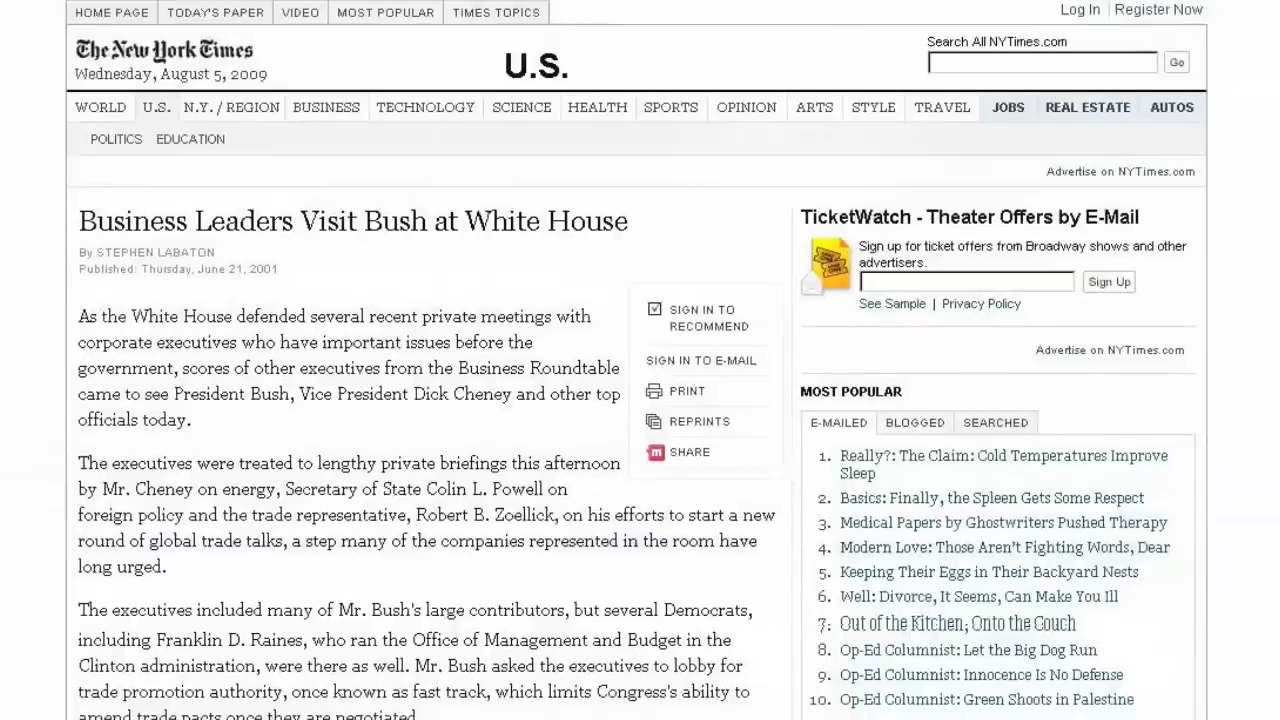 HOME PAGE TODAY'S PAPER VIDEO MOST POPULAR TIMES TOPICS
Log In | Register Now
The New York Times
Wednesday, August 5, 2009
U.S.
Search All NYTimes.com
Go
WORLD U.S. N.Y. / REGION BUSINESS TECHNOLOGY SCIENCE HEALTH SPORTS OPINION ARTS STYLE TRAVEL JOBS REAL ESTATE AUTOS
POLITICS EDUCATION
Advertise on NYTimes.com
Business Leaders Visit Bush at White House
By STEPHEN LABATON
Published: Thursday, June 21, 2001
As the White House defended several recent private meetings with
corporate executives who have important issues before the
government, scores of other executives from the Business Roundtable
came to see President Bush, Vice President Dick Cheney and other top
officials today.
The executives were treated to lengthy private briefings this afternoon
by Mr. Cheney on energy, Secretary of State Colin L. Powell on
foreign policy and the trade representative, Robert B. Zoellick, on his efforts to start a new
round of global trade talks, a step many of the companies represented in the room have
long urged.
The executives included many of Mr. Bush's large contributors, but several Democrats,
including Franklin D. Raines, who ran the Office of Management and Budget in the
Clinton administration, were there as well. Mr. Bush asked the executives to lobby for
trade promotion authority, once known as fast track, which limits Congress's ability to
amend trade pacts once they are negotiated.
SIGN IN TO
RECOMMEND
SIGN IN TO E-MAIL
PRINT
REPRINTS
SHARE
TicketWatch - Theater Offers by E-Mail
Sign up for ticket offers from Broadway shows and other
advertisers.
Sign Up
See Sample | Privacy Policy
Advertise on NYTimes.com
MOST POPULAR
E-MAILED BLOGGED SEARCHED
1. Really?: The Claim: Cold Temperatures Improve
Sleep
2. Basics: Finally, the Spleen Gets Some Respect
3. Medical Papers by Ghostwriters Pushed Therapy
4. Modern Love: Those Aren't Fighting Words, Dear
5. Keeping Their Eggs in Their Backyard Nests
6. Well: Divorce, It Seems, Can Make You Ill
7. Out of the Kitchen, Onto the Couch
8. Op-Ed Columnist: Let the Big Dog Run
9. Op-Ed Columnist: Innocence Is No Defense
10. Op-Ed Columnist: Green Shoots in Palestine